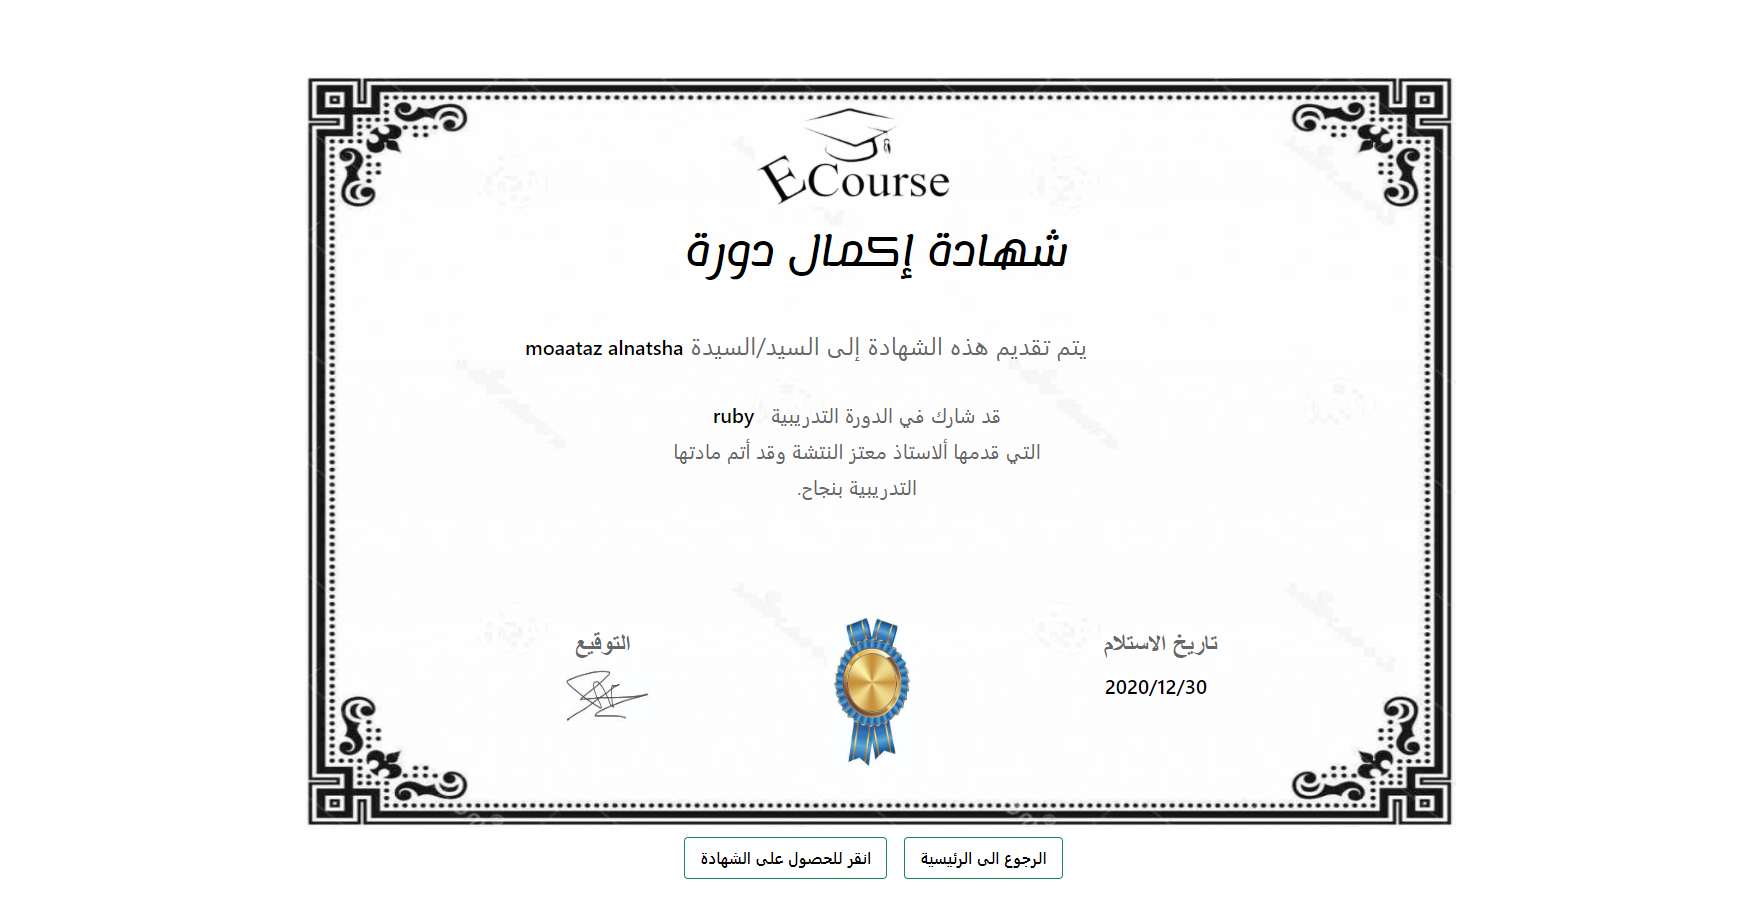 ECourse
شهادة إكمال دورة
يتم تقديم هذه الشهادة إلى السيد/السيدة moaataz alnatsha
قد شارك في الدورة التدريبية ruby
التي قدمها ألاستاذ معتز النتشة وقد أتم مادتها
التدريبية بنجاح.
تاريخ الاستلام
2020/12/30
التوقيع
الرجوع الى الرئيسية
انقر للحصول على الشهادة